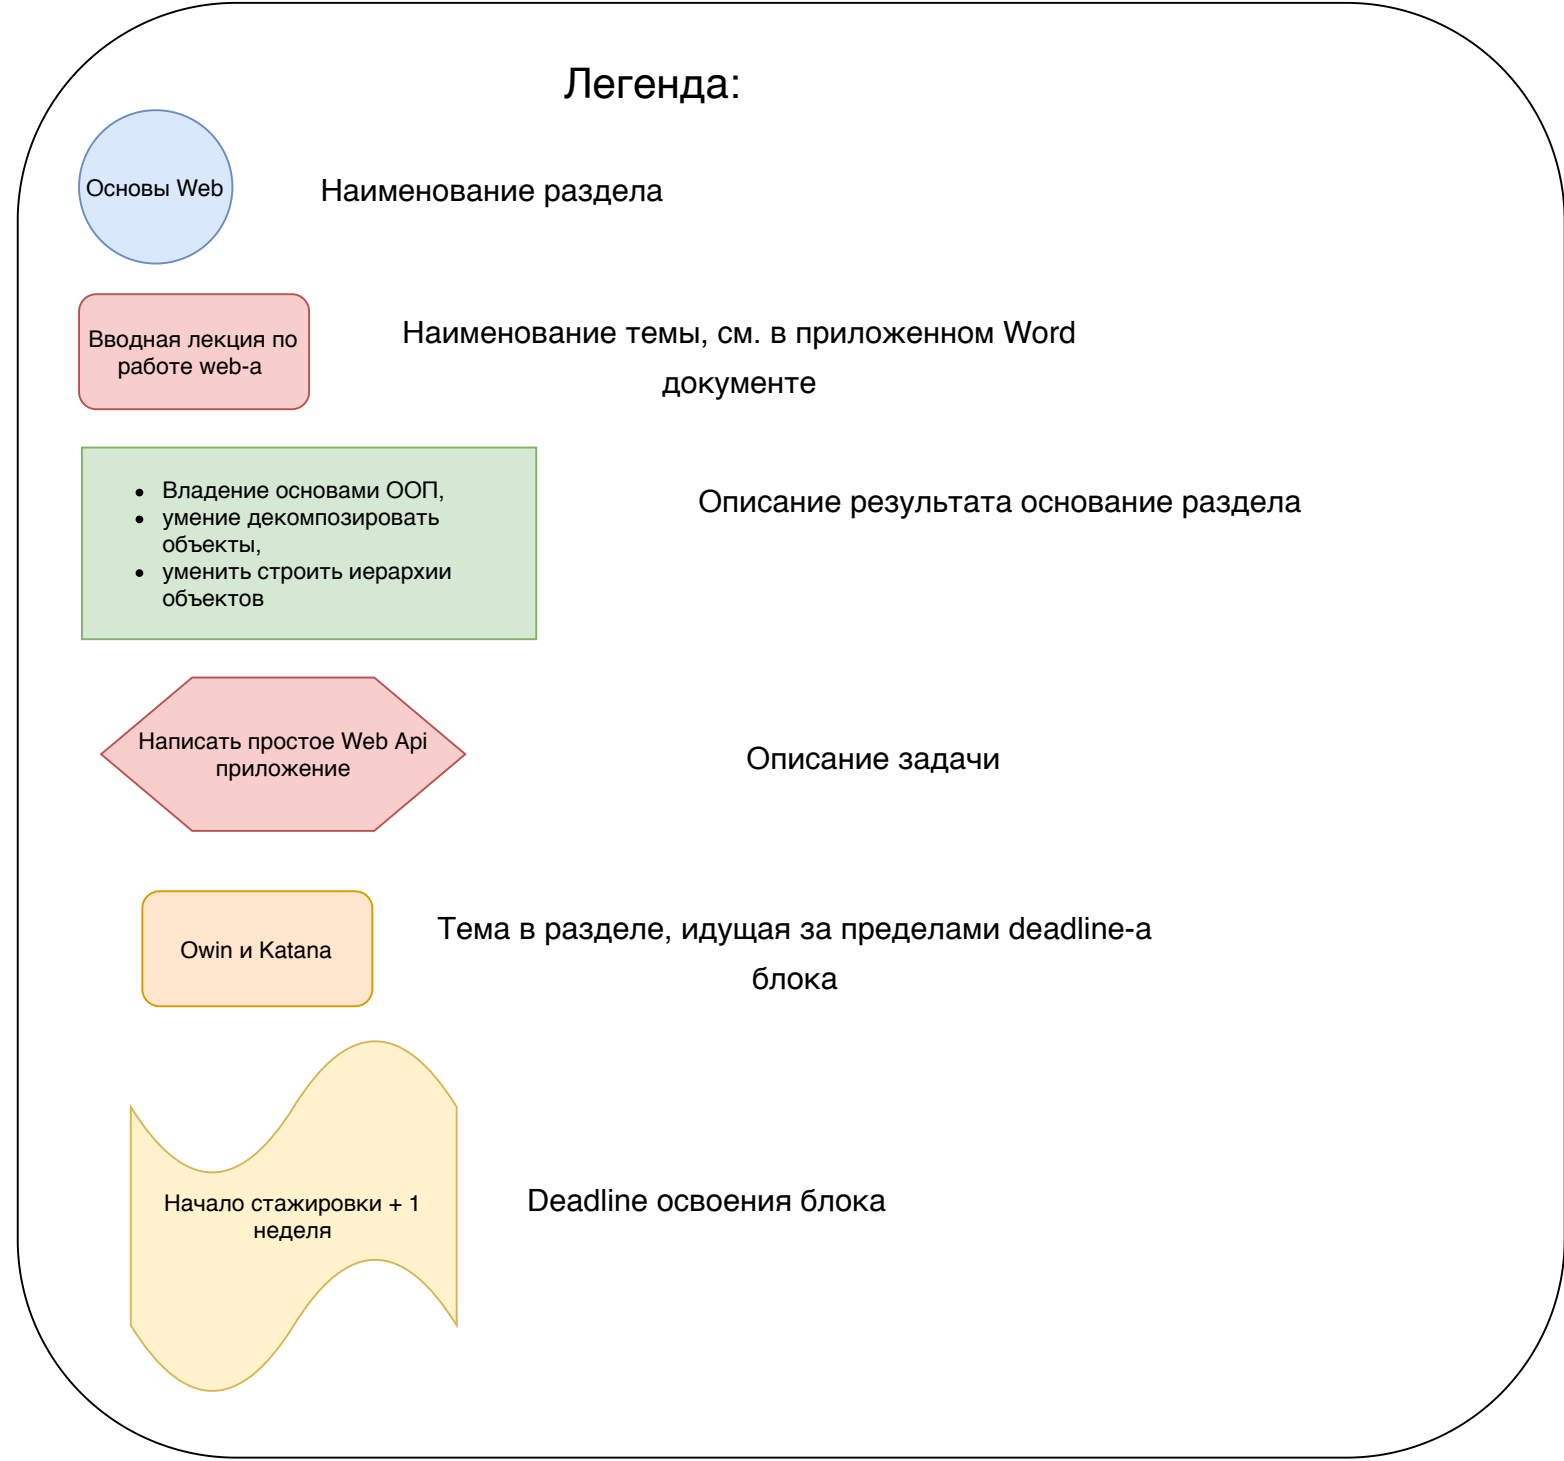 Легенда:
Основы Web
Наименование раздела
Вводная лекция по
работе web-а
Наименование темы, см. в приложенном Word
документе
Владение основами ООП,
умение декомпозировать
объекты,
уменить строить иерархии
объектов
Описание результата основание раздела
Написать простое Web Api
приложение
Описание задачи
Owin и Katana
Тема в разделе, идущая за пределами deadline-а
блока
Начало стажировки + 1
неделя
Deadline освоения блока